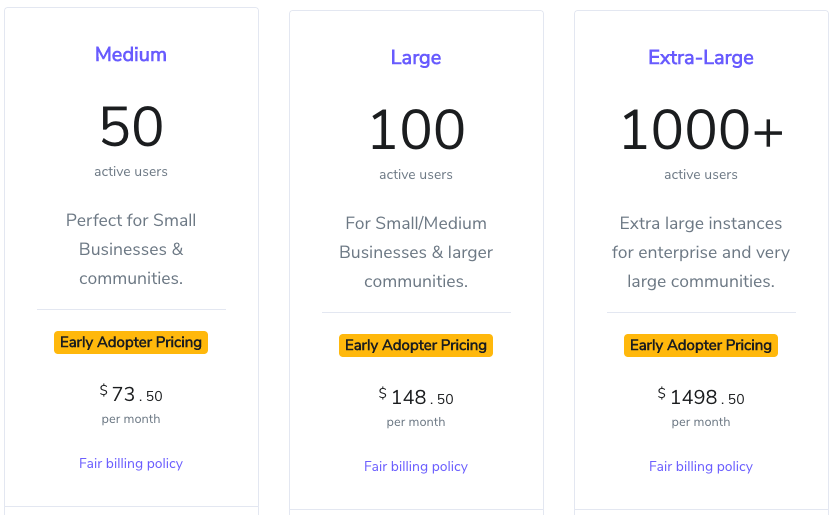 Medium
50
active users
Perfect for Small
Businesses &
communities.
Early Adopter Pricing
$ 73 . 50
per month
Fair billing policy
Large
100
active users
For Small/Medium
Businesses & larger
communities.
Early Adopter Pricing
$ 148 . 50
per month
Fair billing policy
Extra-Large
1000+
active users
Extra large instances
for enterprise and very
large communities.
Early Adopter Pricing
$ 1498 . 50
per month
Fair billing policy